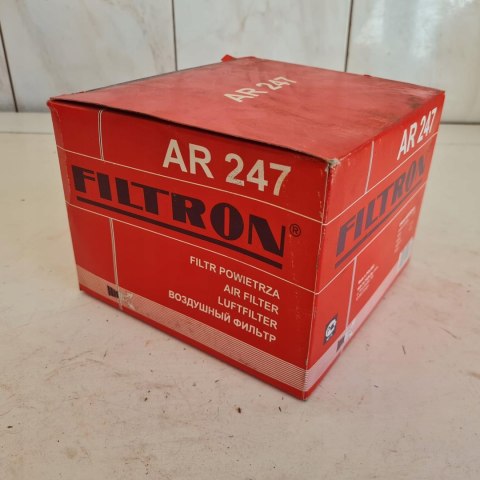 AR 247
AR 247
FILTRON®
FILTR POWIETRZA
AIR FILTER
LUFTFILTER
ВОЗДУШНЫЙ ФИЛЬТР
AR 247
FILTRON